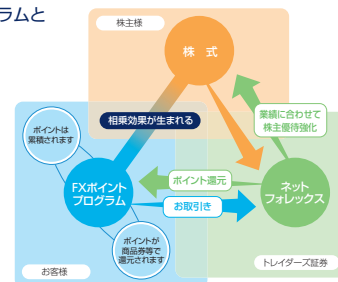 ラムと
株主様
株 式
相乗効果が生まれる
業績に合わせて
株主優待強化
ポイントは
累積されます
ポイント還元
FXポイント
プログラム
ネット
フォレックス
お取引き
ポイントが
商品券等で
還元されます
お客様
トレイダーズ証券